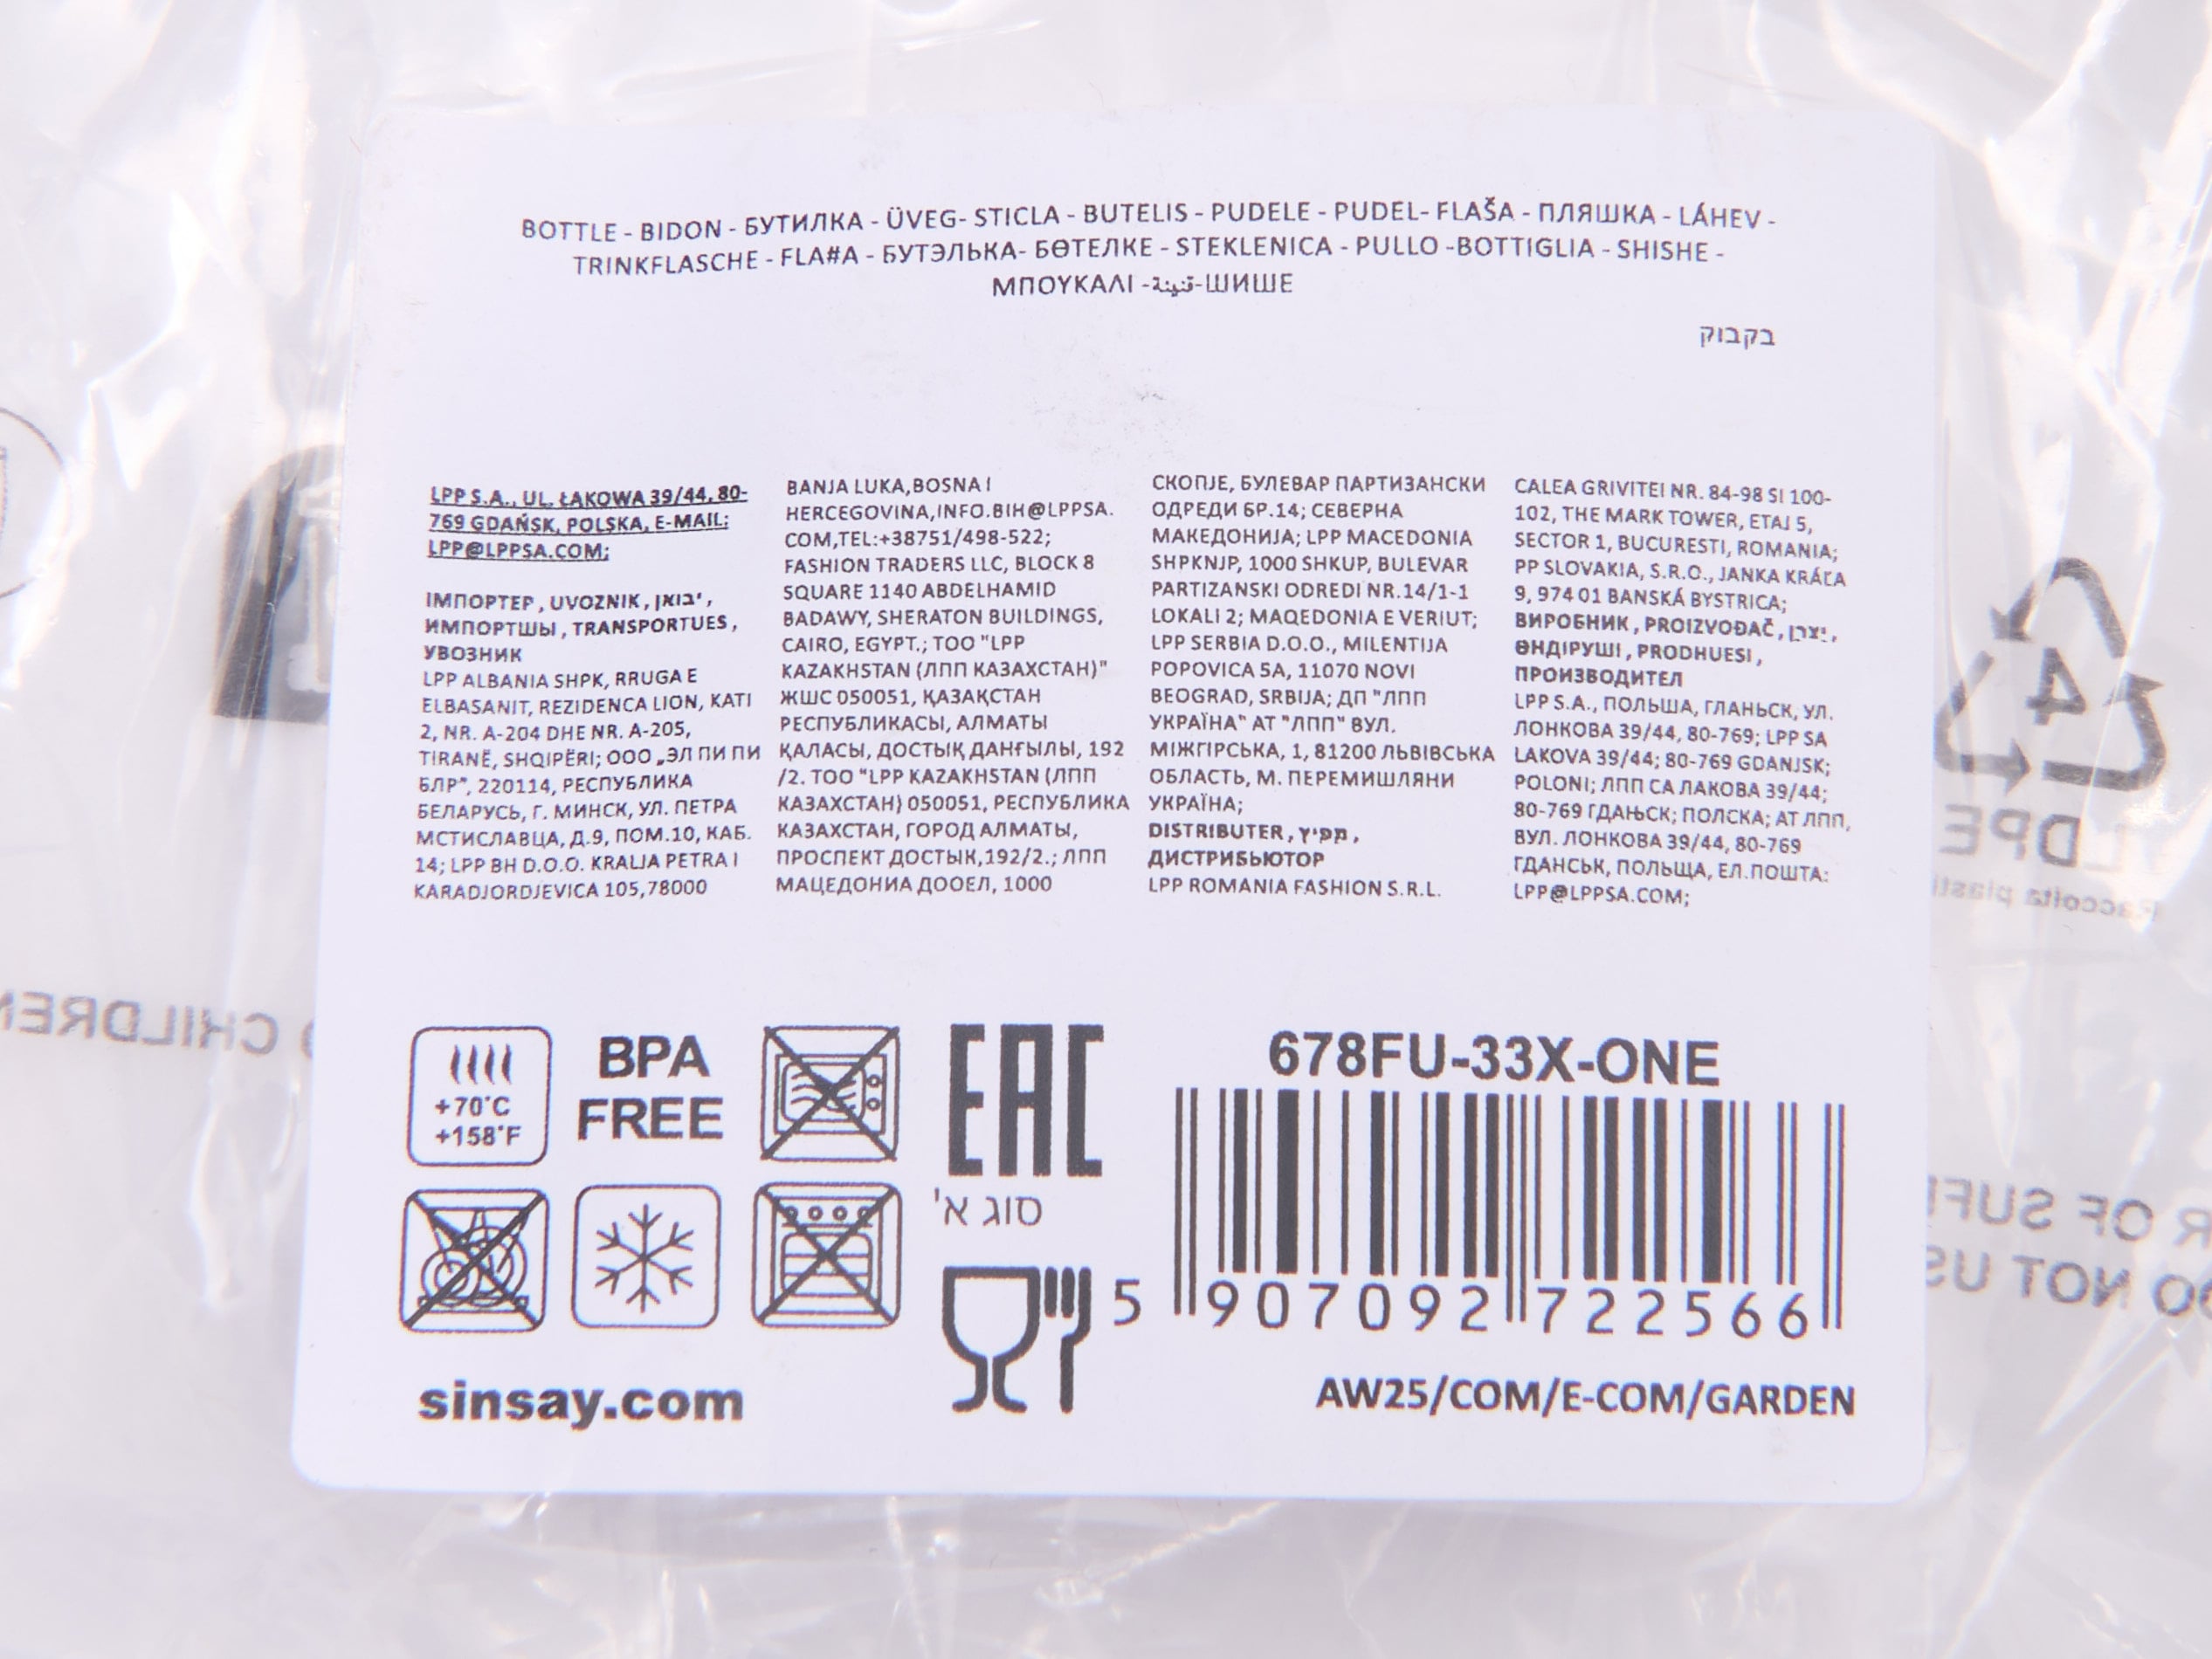 BOTTLE - BIDON - БУТИЛКА - ÜVEG- STICLA - BUTELIS - PUDELE - PUDEL- FLAŠA - ПЛЯШКА - LÁHEV -
TRINKFLASCHE - FLA#A - БУТЭЛЬКА- БӨТЕЛКЕ - STEKLENICA - PULLO -BOTTIGLIA - SHISHE -
ΜΠΟΥΚΑΛΙ -قنينة-ШИШЕ
בקבוק
LPP S.A., UL. ŁAKOWA 39/44, 80-
769 GDAŃSK, POLSKA, E-MAIL:
LPP@LPPSA.COM;
ІМПОРТЕР, UVOZNIK, יבואן',
ИМПОРТШЫ, TRANSPORTUES,
УВОЗНИК
LPP ALBANIA SHPK, RRUGA E
ELBASANIT, REZIDENCA LION, KATI
2, NR. A-204 DHE NR. A-205,
TIRANË, SHQIPËRI; ООО „ЭЛ ПИ ПИ
БЛР", 220114, РЕСПУБЛИКА
БЕЛАРУСЬ, Г. МИНСК, УЛ. ПЕТРА
МСТИСЛАВЦА, Д.9, ПОМ.10, КАБ.
14; LPP BH D.O.O. KRALJA PETRA I
KARADJORDJEVICA 105,78000
BANJA LUKA,BOSNA I
HERCEGOVINA,INFO.BIH@LPPSA.
COM,TEL:+38751/498-522;
FASHION TRADERS LLC, BLOCK 8
SQUARE 1140 ABDELHAMID
BADAWY, SHERATON BUILDINGS,
CAIRO, EGYPT.; ТОО "LPP
KAZAKHSTAN (ЛПП КАЗАХСТАН)"
ЖШС 050051, ҚАЗАҚСТАН
РЕСПУБЛИКАСЫ, АЛМАТЫ
ҚАЛАСЫ, ДОСТЫҚ ДАНҒЫЛЫ, 192
/2. ТОО "LPP KAZAKHSTAN (ЛПП
КАЗАХСТАН) 050051, РЕСПУБЛИКА
КАЗАХСТАН, ГОРОД АЛМАТЫ,
ПРОСПЕКТ ДОСТЫК,192/2.; ЛПП
МАЦЕДОНИА ДООЕЛ, 1000
СКОПЈЕ, БУЛЕВАР ПАРТИЗАНСКИ
ОДРЕДИ БР.14; СЕВЕРНА
МАКЕДОНИЈА; LPP MACEDONIA
SHPKNJP, 1000 SHKUP, BULEVAR
PARTIZANSKI ODREDI NR.14/1-1
LOKALI 2; MAQEDONIA E VERIUT;
LPP SERBIA D.O.O., MILENTIJA
POPOVICA 5A, 11070 NOVI
BEOGRAD, SRBIJA; ДП "ЛПП
УКРАЇНА" АТ "ЛПП" ВУЛ.
МІЖГІРСЬКА, 1, 81200 ЛЬВІВСЬКА
ОБЛАСТЬ, М. ПЕРЕМИШЛЯНИ
УКРАЇНА;
DISTRIBUTER, מפיץ,
ДИСТРИБЬЮТОР
LPP ROMANIA FASHION S.R.L.
CALEA GRIVITEI NR. 84-98 SI 100-
102, THE MARK TOWER, ETAJ 5,
SECTOR 1, BUCURESTI, ROMANIA;
PP SLOVAKIA, S.R.O., JANKA KRÁĽA
9, 974 01 BANSKÁ BYSTRICA;
ВИРОБНИК, PROIZVOĐAČ, יצרן,
ӨНДІРУШІ, PRODHUESI,
ПРОИЗВОДИТЕЛ
LPP S.A., ПОЛЬША, ГЛАНЬСК, УЛ.
ЛОНКОВА 39/44, 80-769; LPP SA
LAKOVA 39/44; 80-769 GDANJSK;
POLONI; ЛПП СА ЛАКОВА 39/44;
80-769 ГДАЊСК; ПОЛСКА; АТ ЛПП,
ВУЛ. ЛОНКОВА 39/44, 80-769
ГДАНСЬК, ПОЛЬЩА, ЕЛ.ПОШТА:
LPP@LPPSA.COM;
+70°C
+158°F
BPA
FREE
EAC
סוג א'
sinsay.com
678FU-33X-ONE
5 907092 722566
AW25/COM/E-COM/GARDEN
4
LDPE
Raccolta
CHILDREN
OF
DO NOT